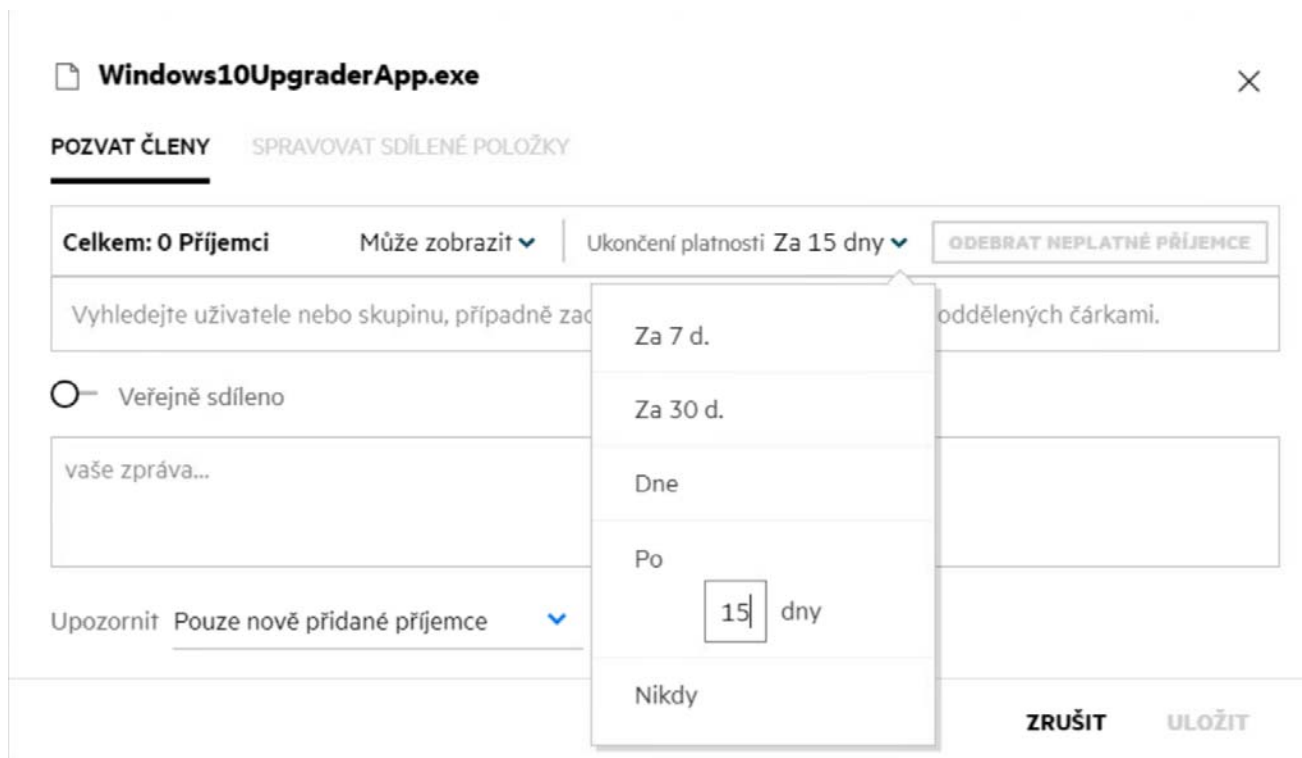 Windows10UpgraderApp.exe
POZVAT ČLENY SPRAVOVAT SDÍLENÉ POLOŽKY
Celkem: 0 Příjemci Může zobrazit Ukončení platnosti Za 15 dny ODEBRAT NEPLATNÉ PŘÍJEMCE
Vyhledejte uživatele nebo skupinu, případně oddělených čárkami.
Za 7 d.
Veřejně sdíleno
Za 30 d.
vaše zpráva...
Dne
Po
15 dny
Upozornit Pouze nově přidané příjemce
Nikdy
ZRUŠIT ULOŽIT